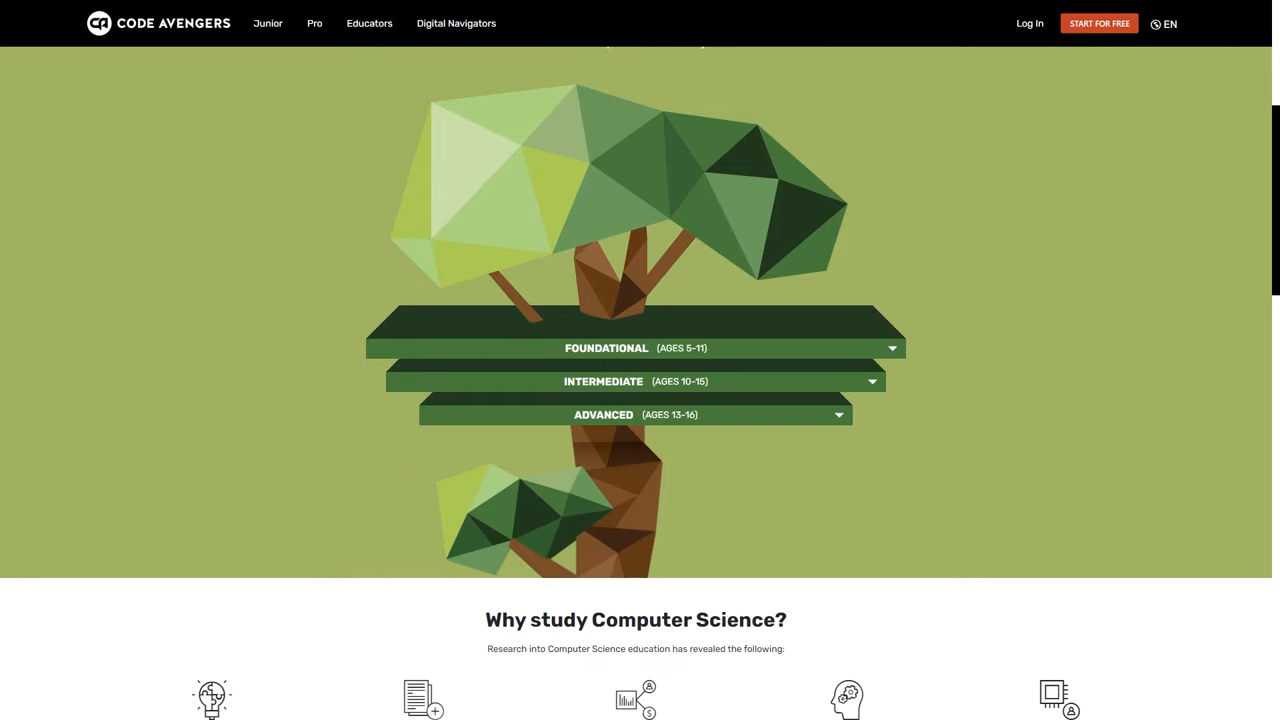 CODE AVENGERS
Junior
Pro
Educators
Digital Navigators
Log In
START FOR FREE
EN
FOUNDATIONAL (AGES 5-11)
INTERMEDIATE (AGES 10-15)
ADVANCED (AGES 13-16)
Why study Computer Science?
Research into Computer Science education has revealed the following: